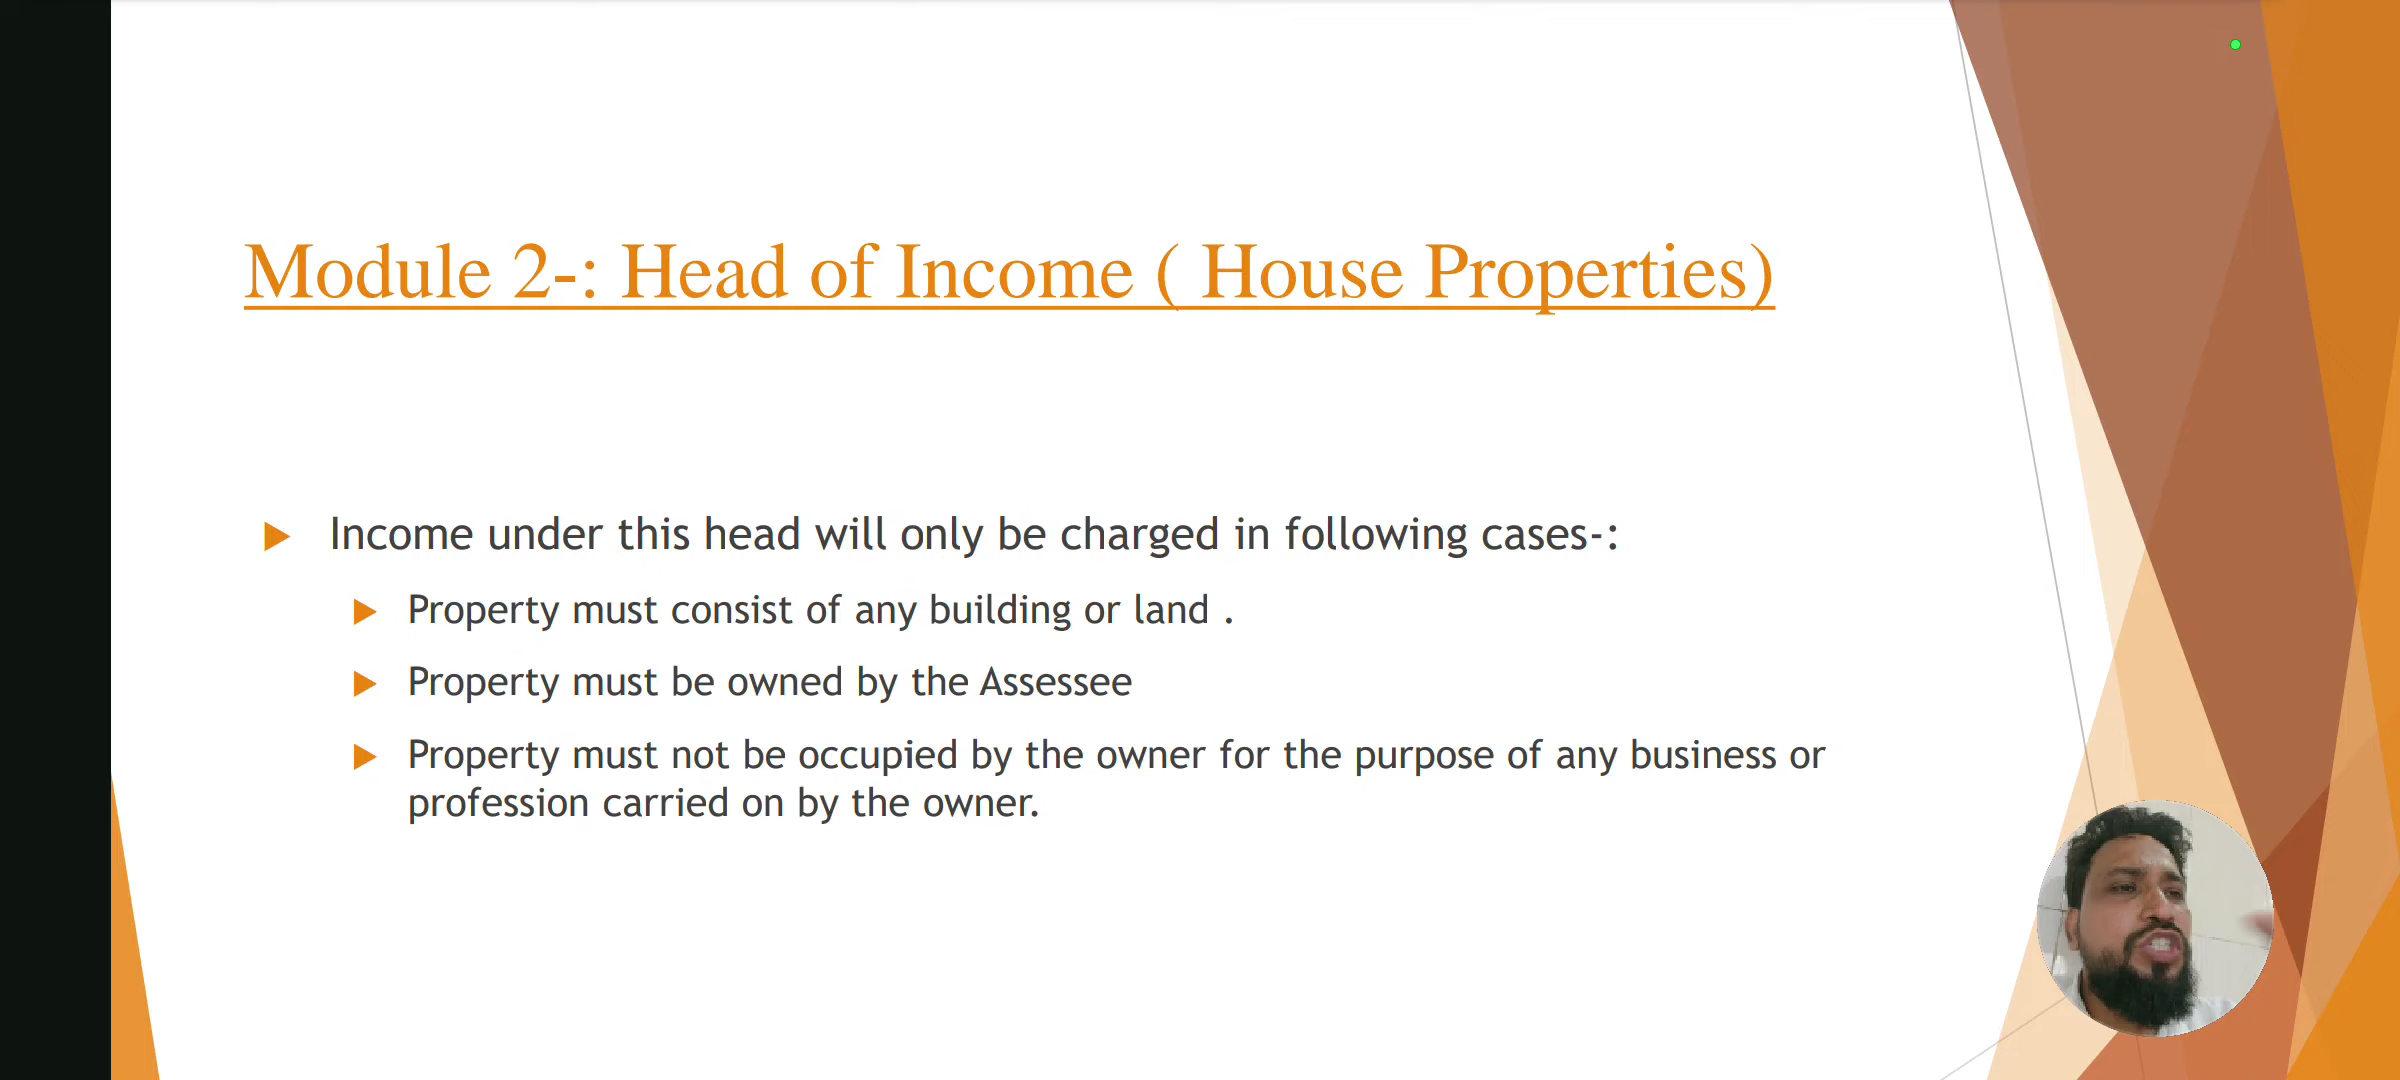 Module 2-: Head of Income ( House Properties)
Income under this head will only be charged in following cases-:
Property must consist of any building or land .
Property must be owned by the Assessee
Property must not be occupied by the owner for the purpose of any business or
profession carried on by the owner.